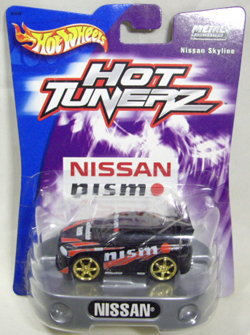 Hot Wheels
METAL
Nissan Skyline
HOT
TUNERZ
NISSAN
nismo
nismo
NISSAN